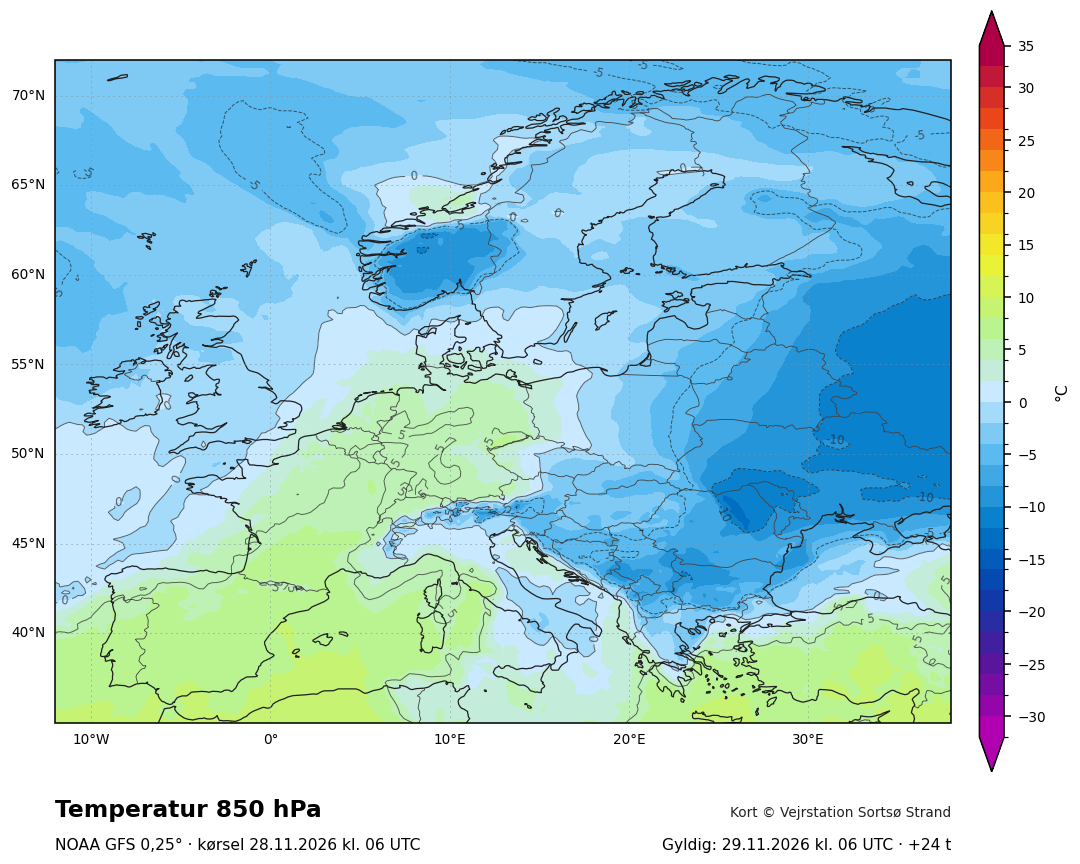 35
30
25
20
15
10
5
0
−5
−10
−15
−20
−25
−30
°C
70°N
65°N
60°N
55°N
50°N
45°N
40°N
10°W
0°
10°E
20°E
30°E
Temperatur 850 hPa
Kort © Vejrstation Sortsø Strand
NOAA GFS 0,25° · kørsel 28.11.2026 kl. 06 UTC
Gyldig: 29.11.2026 kl. 06 UTC · +24 t